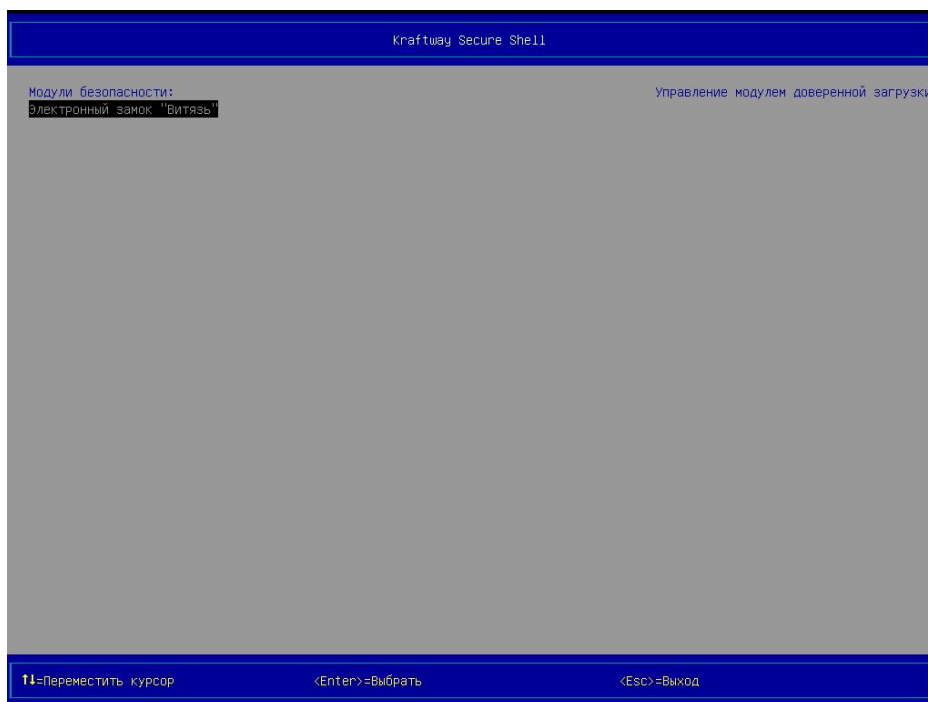 Kraftway Secure Shell
Модули безопасности:
Электронный замок "Витязь"
Управление модулем доверенной загрузки
↑↓=Переместить курсор <Enter>=Выбрать <Esc>=Выход